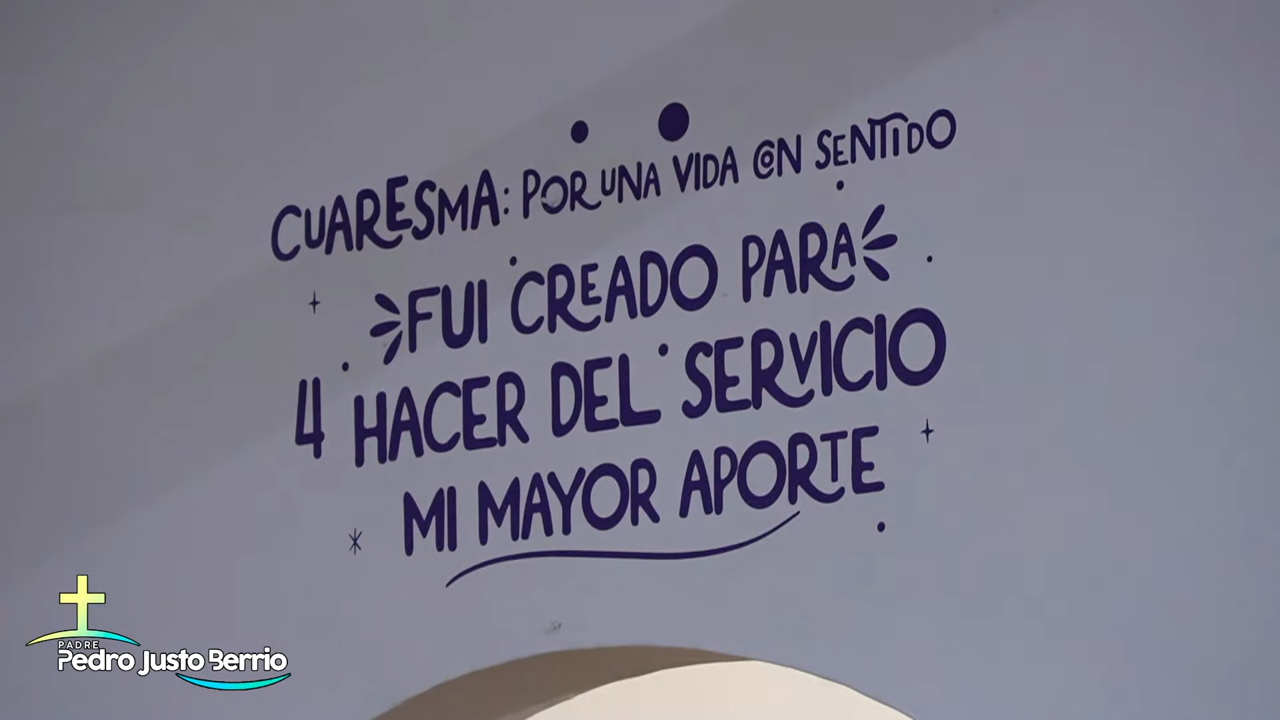 CUARESMA: POR UNA VIDA CON SENTIDO
FUI CREADO PARA
4 HACER DEL SERVICIO
MI MAYOR APORTE
PADRE
Pedro Justo Berrio